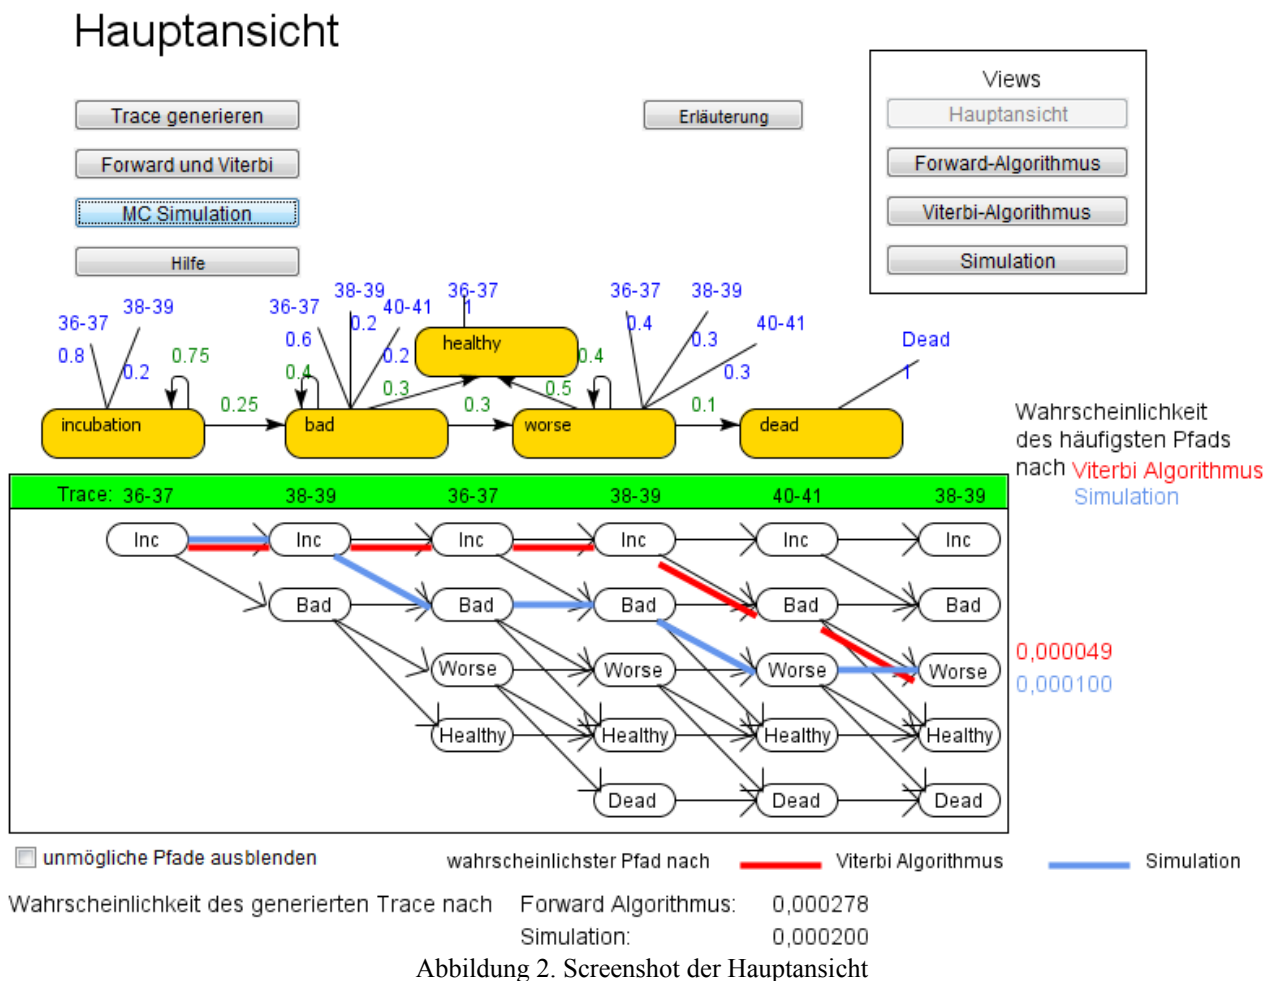 Hauptansicht
Views
Trace generieren
Erläuterung
Hauptansicht
Forward und Viterbi
Forward-Algorithmus
MC Simulation
Viterbi-Algorithmus
Hilfe
Simulation
36-37 38-39 36-37 38-39 40-41 36-37 36-37 38-39 40-41 Dead
0.8 0.2 0.6 0.2 0.2 1 0.4 0.3 0.3 1
0.75 0.4 0.3 0.5 0.4
0.25 0.3 0.1
healthy
incubation bad worse dead
Wahrscheinlichkeit
des häufigsten Pfads
nach Viterbi Algorithmus
Simulation
Trace: 36-37 38-39 36-37 38-39 40-41 38-39
Inc Inc Inc Inc Inc Inc
Bad Bad Bad Bad Bad
Worse Worse Worse Worse
0,000049
0,000100
Healthy Healthy Healthy Healthy
Dead Dead Dead
unmögliche Pfade ausblenden wahrscheinlichster Pfad nach Viterbi Algorithmus Simulation
Wahrscheinlichkeit des generierten Trace nach Forward Algorithmus: 0,000278
Simulation: 0,000200
Abbildung 2. Screenshot der Hauptansicht